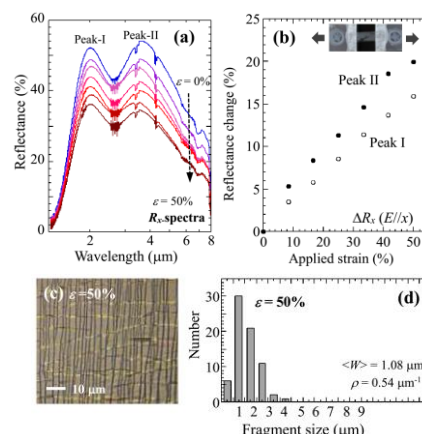 (a)
Peak-I
Peak-II
ε = 0%
ε = 50%
Rₓ-spectra
Reflectance (%)
60
40
20
0
2
4
6
8
Wavelength (μm)
(b)
Peak II
Peak I
ΔRₓ (E//x)
Reflectance change (%)
25
20
15
10
5
0
0
10
20
30
40
50
Applied strain (%)
(c) ε=50%
10 μm
(d)
ε = 50%
<W> = 1.08 μm
ρ = 0.54 μm⁻¹
Number
30
20
10
0
1 2 3 4 5 6 7 8 9
Fragment size (μm)